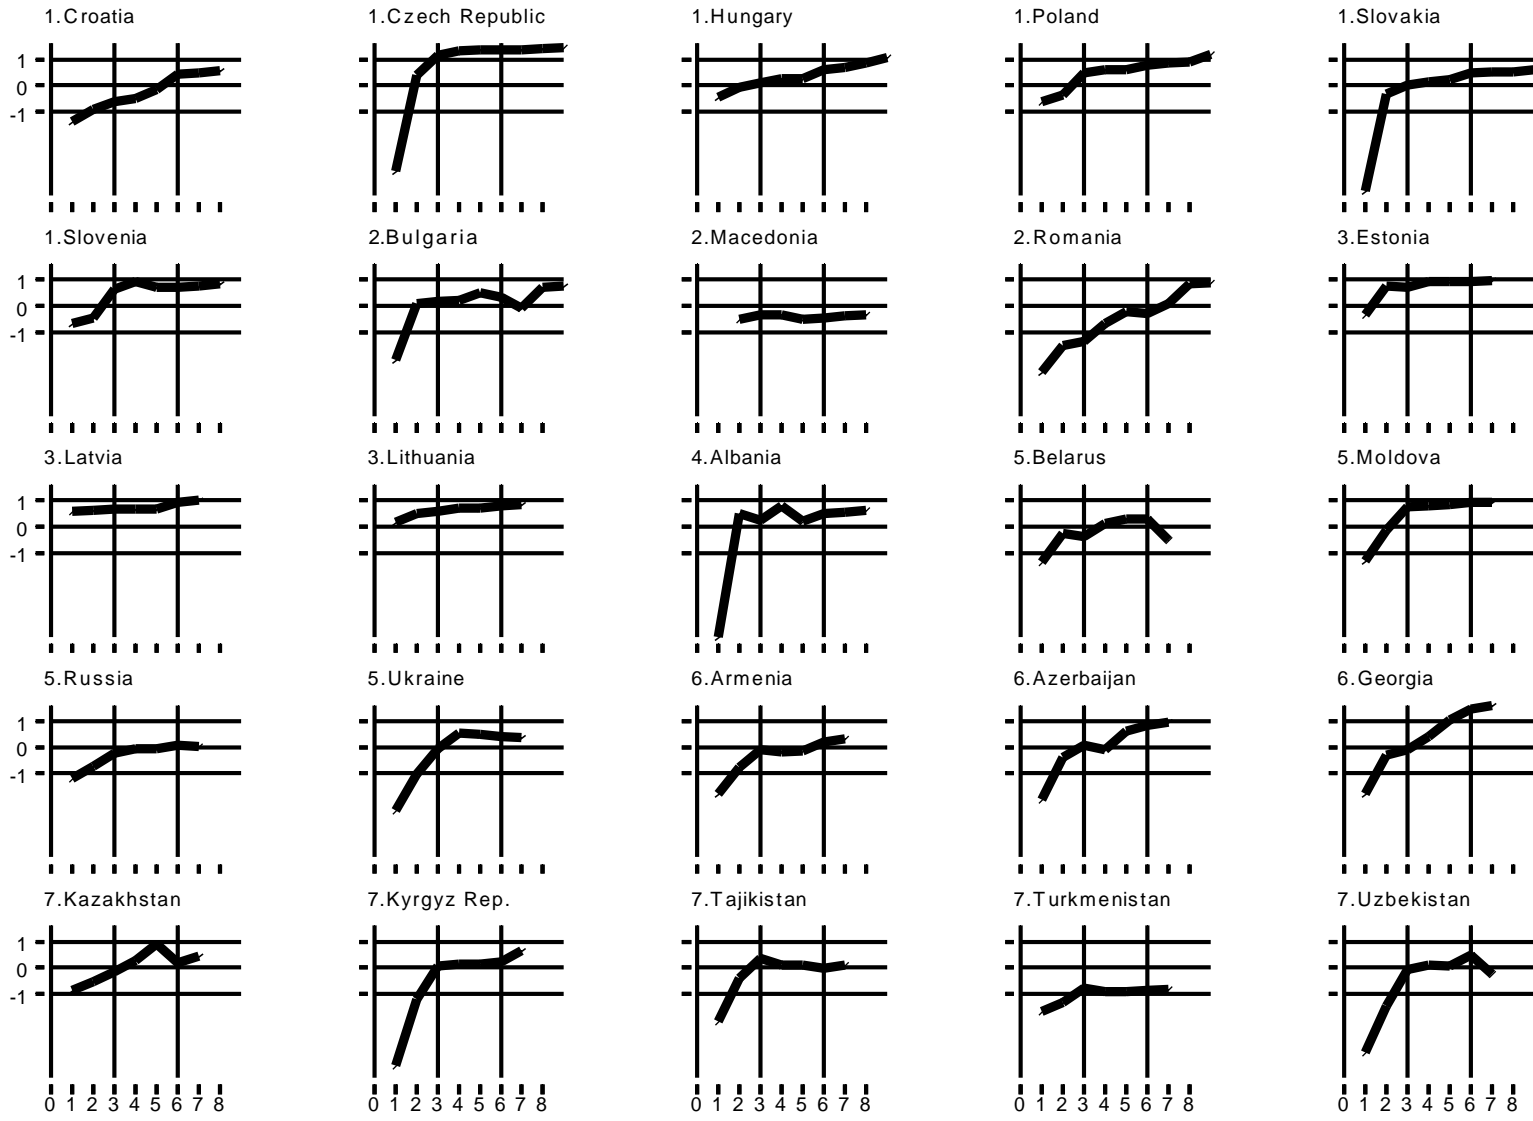 1.Croatia 1.Czech Republic 1.Hungary 1.Poland 1.Slovakia
1
0
-1
1.Slovenia 2.Bulgaria 2.Macedonia 2.Romania 3.Estonia
1
0
-1
3.Latvia 3.Lithuania 4.Albania 5.Belarus 5.Moldova
1
0
-1
5.Russia 5.Ukraine 6.Armenia 6.Azerbaijan 6.Georgia
1
0
-1
7.Kazakhstan 7.Kyrgyz Rep. 7.Tajikistan 7.Turkmenistan 7.Uzbekistan
1
0
-1
0 1 2 3 4 5 6 7 8 0 1 2 3 4 5 6 7 8 0 1 2 3 4 5 6 7 8 0 1 2 3 4 5 6 7 8 0 1 2 3 4 5 6 7 8